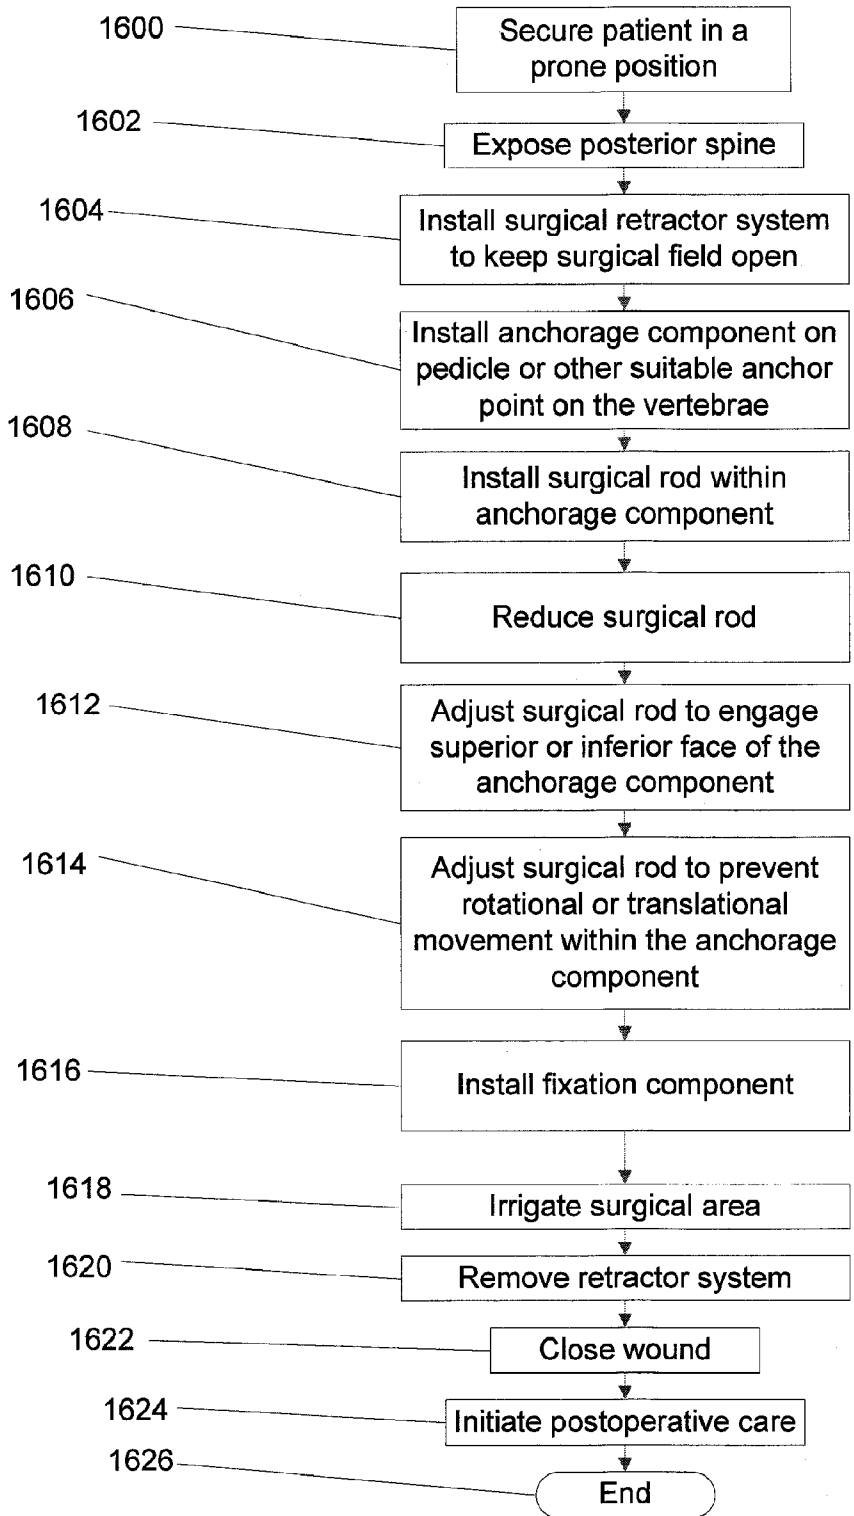 1600
Secure patient in a
prone position
1602
Expose posterior spine
1604
Install surgical retractor system
to keep surgical field open
1606
Install anchorage component on
pedicle or other suitable anchor
point on the vertebrae
1608
Install surgical rod within
anchorage component
1610
Reduce surgical rod
1612
Adjust surgical rod to engage
superior or inferior face of the
anchorage component
1614
Adjust surgical rod to prevent
rotational or translational
movement within the anchorage
component
1616
Install fixation component
1618
Irrigate surgical area
1620
Remove retractor system
1622
Close wound
1624
Initiate postoperative care
1626
End